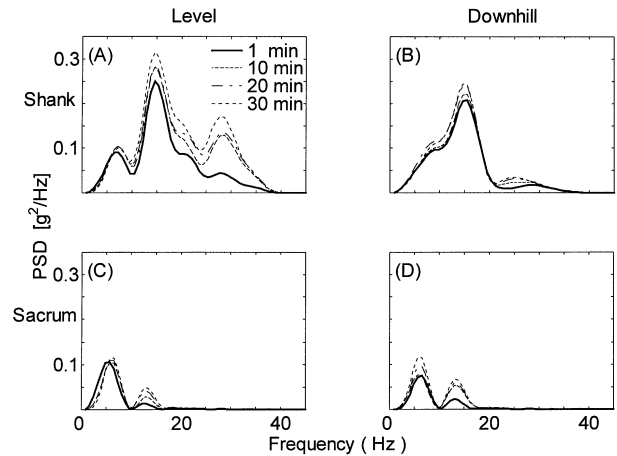 Level
Downhill
(A)
(B)
1 min
10 min
20 min
30 min
0.3
Shank
0.1
PSD [g²/Hz]
(C)
(D)
0.3
Sacrum
0.1
0 20 40
0 20 40
Frequency ( Hz )